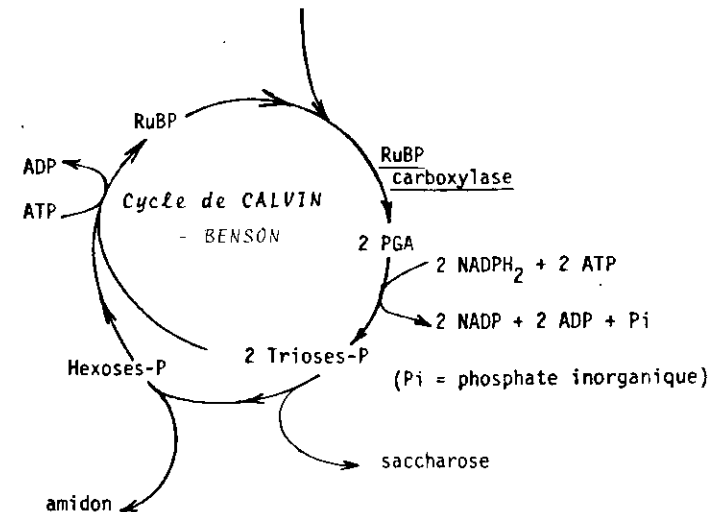 RuBP
RuBP
carboxylase
ADP
ATP
Cycle de CALVIN
- BENSON
2 PGA
2 NADPH2 + 2 ATP
2 NADP + 2 ADP + Pi
2 Trioses-P
Hexoses-P
(Pi = phosphate inorganique)
saccharose
amidon